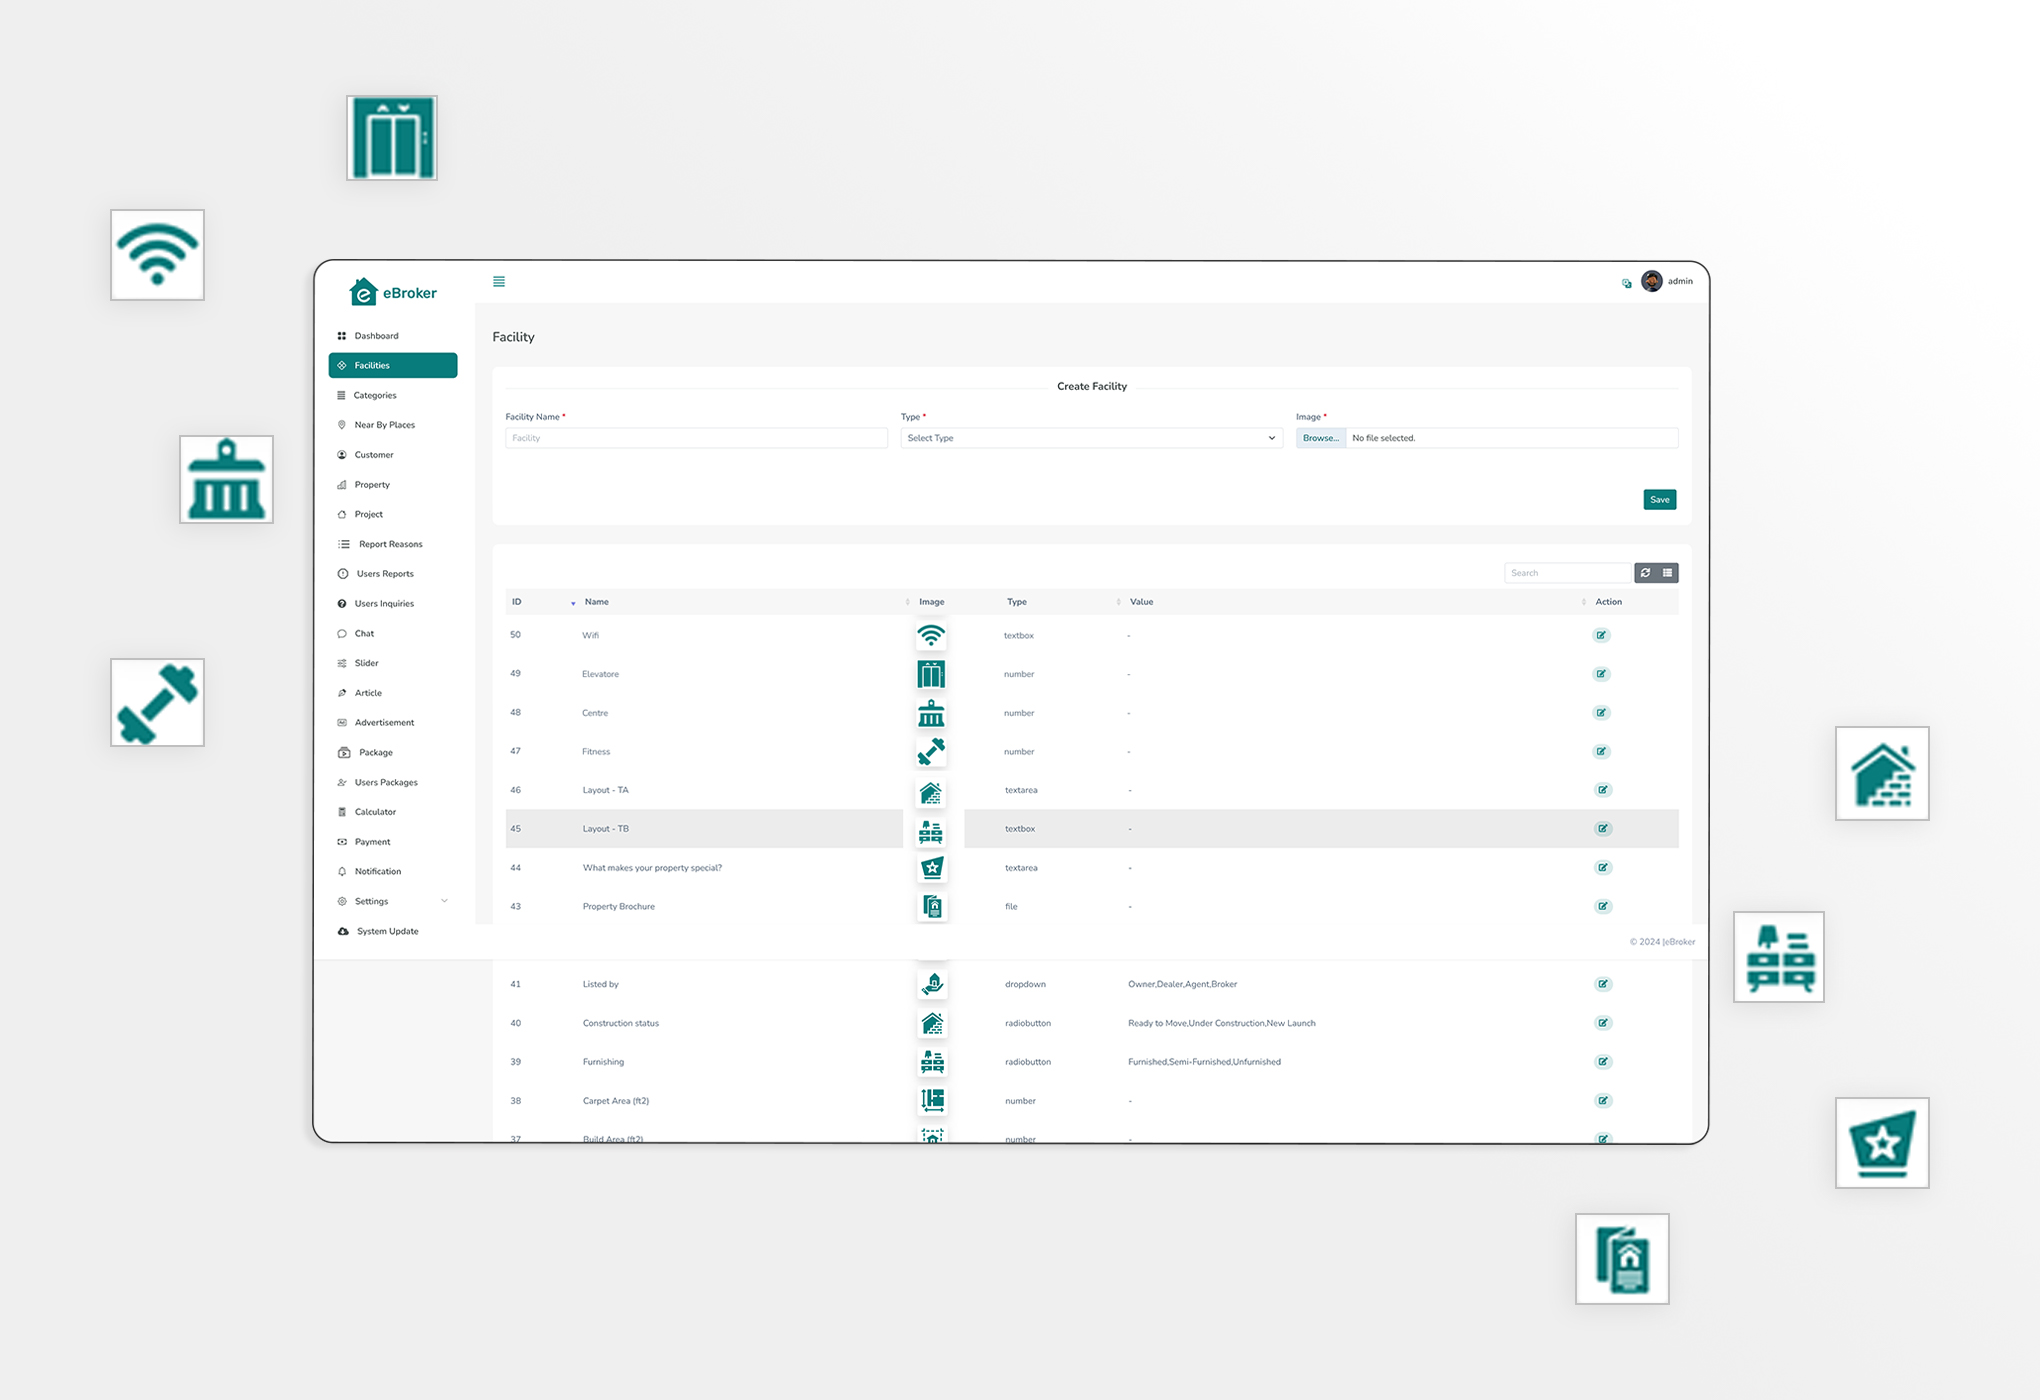 eBroker
admin
Dashboard
Facilities
Categories
Near By Places
Customer
Property
Project
Report Reasons
Users Reports
Users Inquiries
Chat
Slider
Article
Advertisement
Package
Users Packages
Calculator
Payment
Notification
Settings
System Update
Facility
Create Facility
Facility Name * Type * Image *
Facility Select Type Browse... No file selected.
Save
Search
ID Name Image Type Value Action
50 Wifi textbox -
49 Elevatore number -
48 Centre number -
47 Fitness number -
46 Layout - TA textarea -
45 Layout - TB textbox -
44 What makes your property special? textarea -
43 Property Brochure file -
© 2024 |eBroker
41 Listed by dropdown Owner,Dealer,Agent,Broker
40 Construction status radiobutton Ready to Move,Under Construction,New Launch
39 Furnishing radiobutton Furnished,Semi-Furnished,Unfurnished
38 Carpet Area (ft2) number -
37 Build Area (ft2) number -